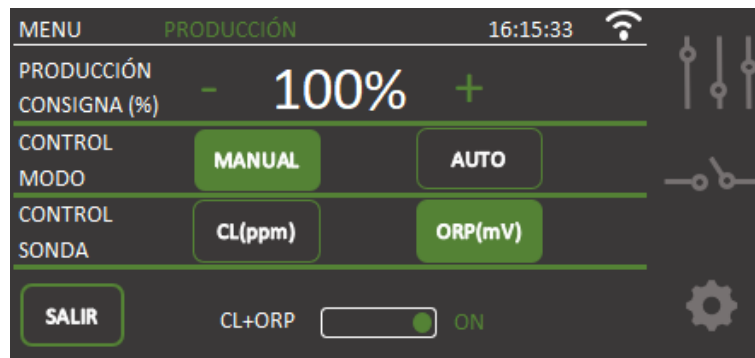 MENU PRODUCCIÓN 16:15:33
PRODUCCIÓN
CONSIGNA (%)
- 100% +
CONTROL
MODO
MANUAL AUTO
CONTROL
SONDA
CL(ppm) ORP(mV)
SALIR CL+ORP ON